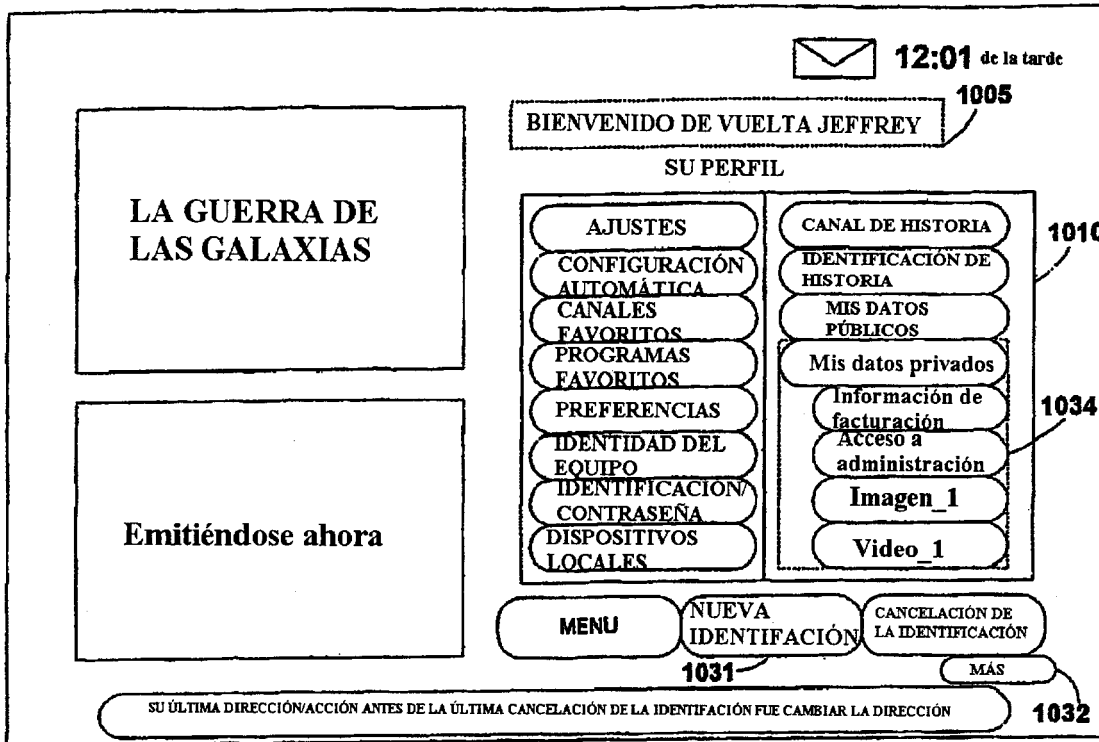 12:01 de la tarde
1005
BIENVENIDO DE VUELTA JEFFREY
SU PERFIL
LA GUERRA DE
LAS GALAXIAS
Emitiéndose ahora
AJUSTES
CONFIGURACIÓN
AUTOMÁTICA
CANALES
FAVORITOS
PROGRAMAS
FAVORITOS
PREFERENCIAS
IDENTIDAD DEL
EQUIPO
IDENTIFICACIÓN/
CONTRASEÑA
DISPOSITIVOS
LOCALES
CANAL DE HISTORIA
IDENTIFICACIÓN DE
HISTORIA
MIS DATOS
PÚBLICOS
Mis datos privados
Información de
facturación
Acceso a
administración
Imagen_1
Video_1
1010
1034
MENU
NUEVA
IDENTIFACIÓN
CANCELACIÓN DE
LA IDENTIFICACIÓN
1031
MÁS
1032
SU ÚLTIMA DIRECCIÓN/ACCIÓN ANTES DE LA ÚLTIMA CANCELACIÓN DE LA IDENTIFACIÓN FUE CAMBIAR LA DIRECCIÓN